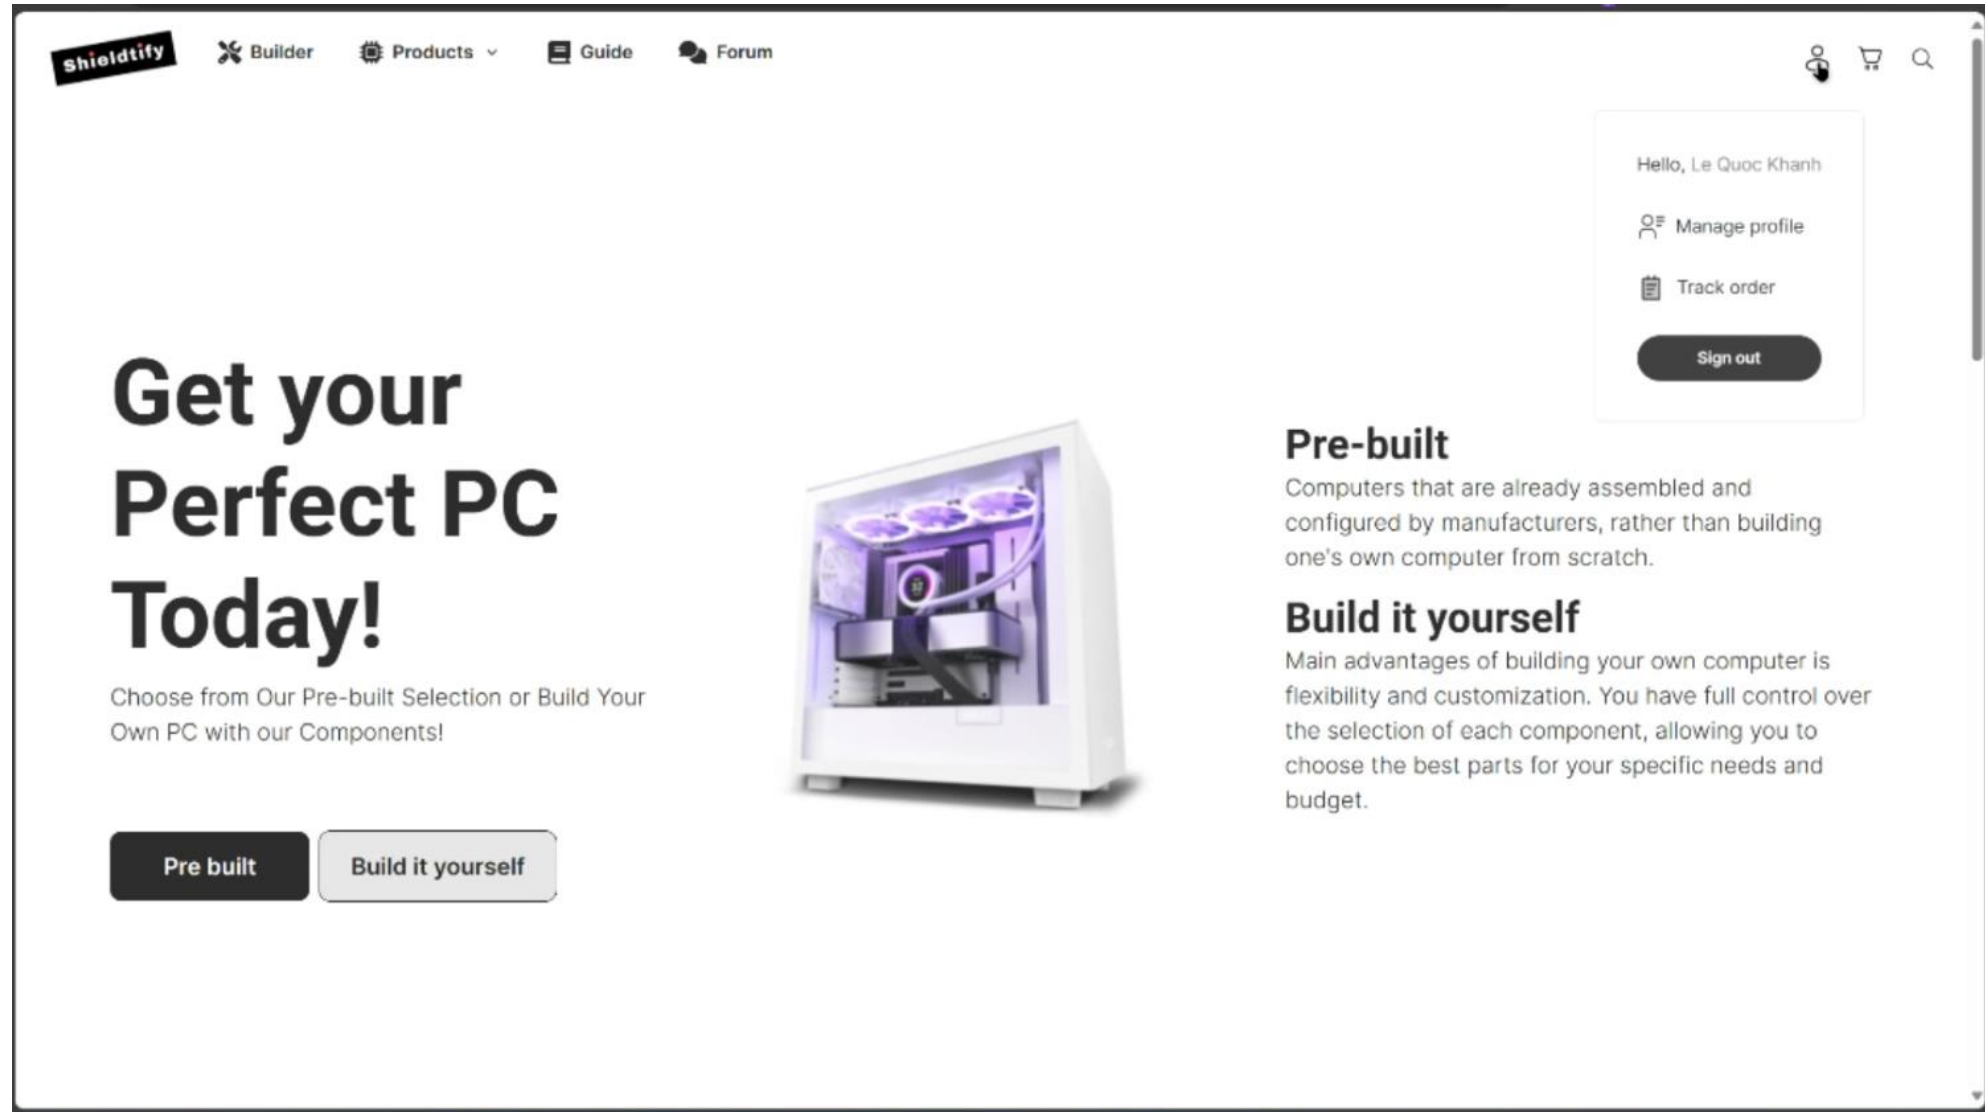 Shieldtify
Builder
Products
Guide
Forum
Hello, Le Quoc Khanh
Manage profile
Track order
Sign out
Get your
Perfect PC
Today!
Choose from Our Pre-built Selection or Build Your
Own PC with our Components!
Pre built
Build it yourself
Pre-built
Computers that are already assembled and
configured by manufacturers, rather than building
one's own computer from scratch.
Build it yourself
Main advantages of building your own computer is
flexibility and customization. You have full control over
the selection of each component, allowing you to
choose the best parts for your specific needs and
budget.